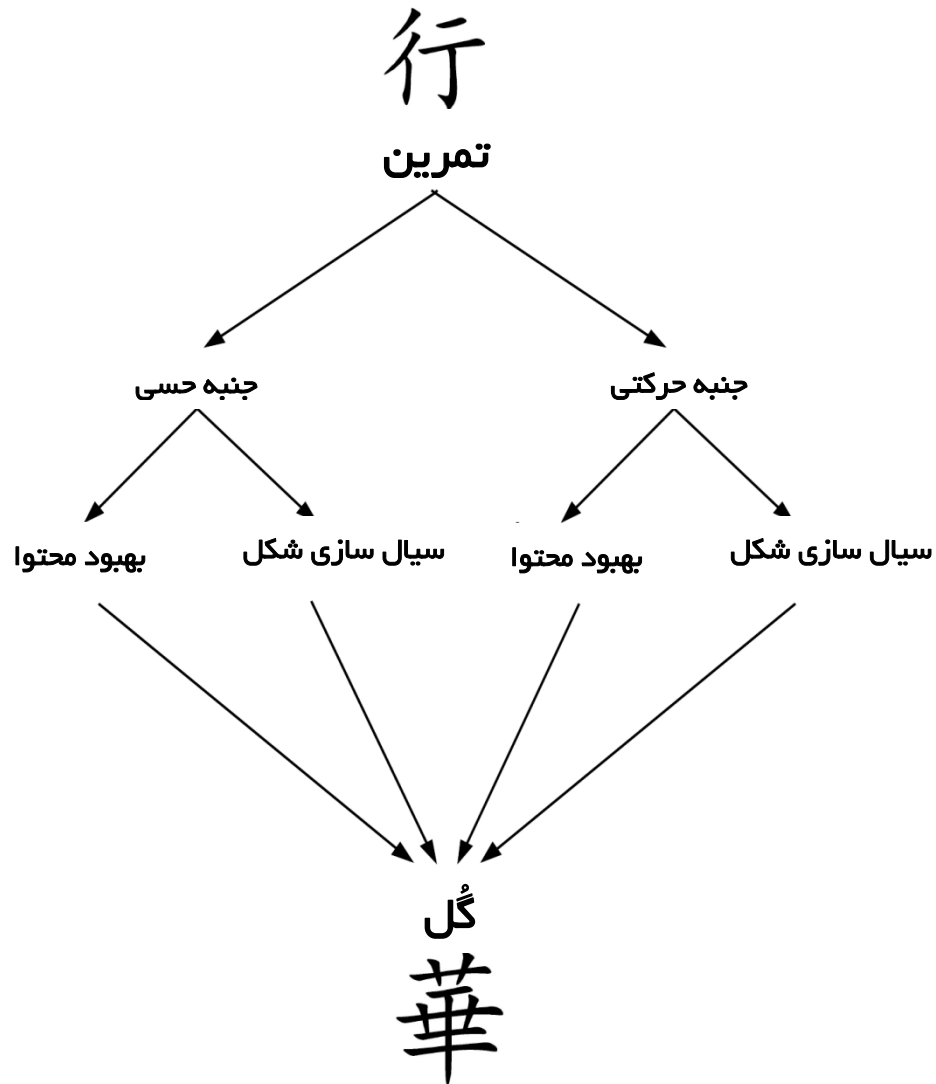 行
تمرین
جنبه حرکتی
جنبه حسی
سیال سازی شکل
بهبود محتوا
سیال سازی شکل
بهبود محتوا
گُل
華